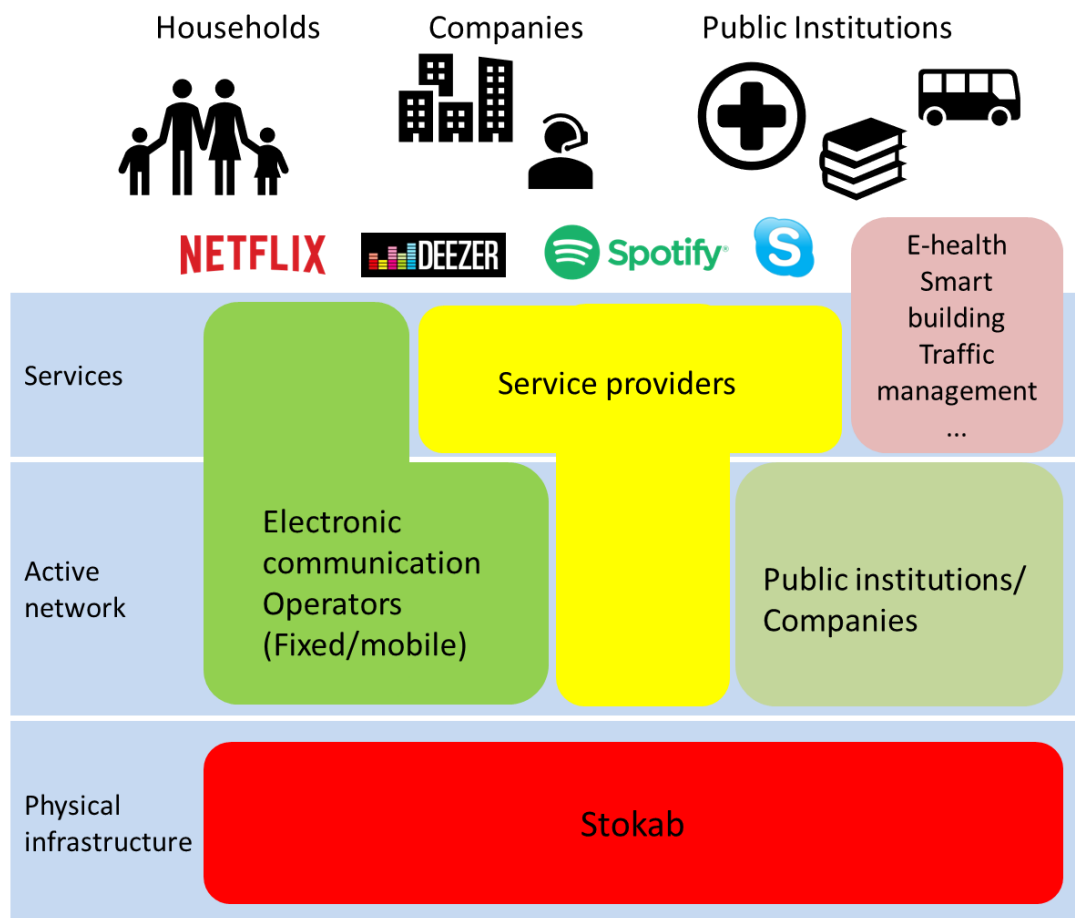 Households
Companies
Public Institutions
NETFLIX
DEEZER
Spotify®
S
E-health
Smart
building
Traffic
management
...
Services
Service providers
Active
network
Electronic
communication
Operators
(Fixed/mobile)
Public institutions/
Companies
Physical
infrastructure
Stokab